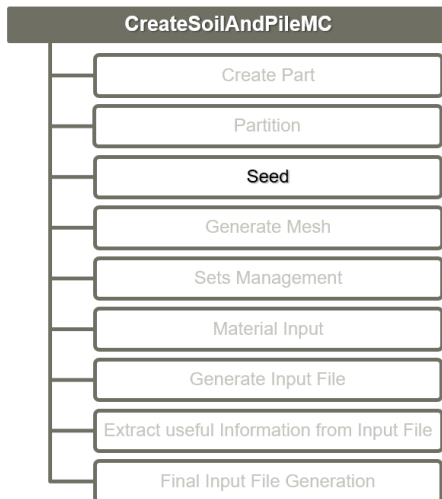 CreateSoilAndPileMC
Create Part
Partition
Seed
Generate Mesh
Sets Management
Material Input
Generate Input File
Extract useful Information from Input File
Final Input File Generation